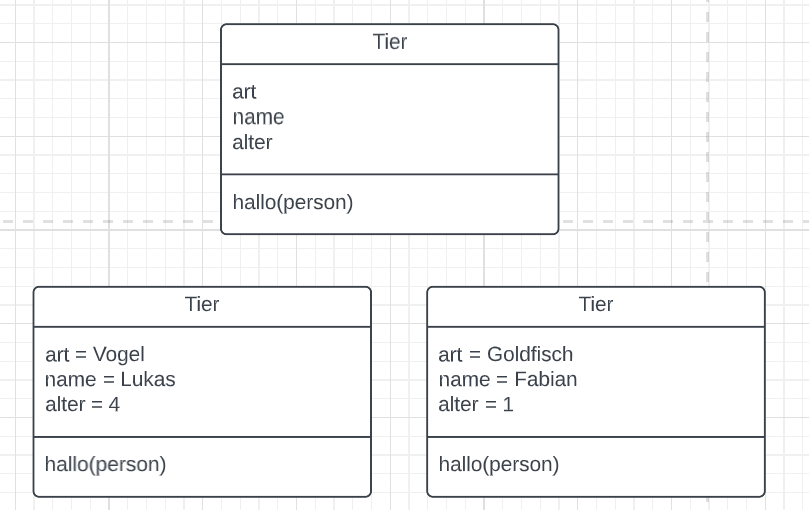 Tier
art
name
alter
hallo(person)
Tier
art = Vogel
name = Lukas
alter = 4
hallo(person)
Tier
art = Goldfisch
name = Fabian
alter = 1
hallo(person)